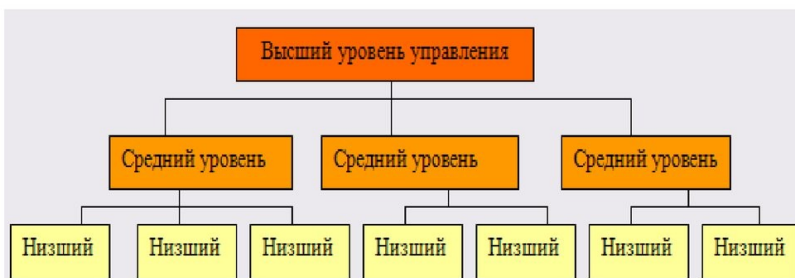 Высший уровень управления
Средний уровень
Средний уровень
Средний уровень
Низший
Низший
Низший
Низший
Низший
Низший
Низший